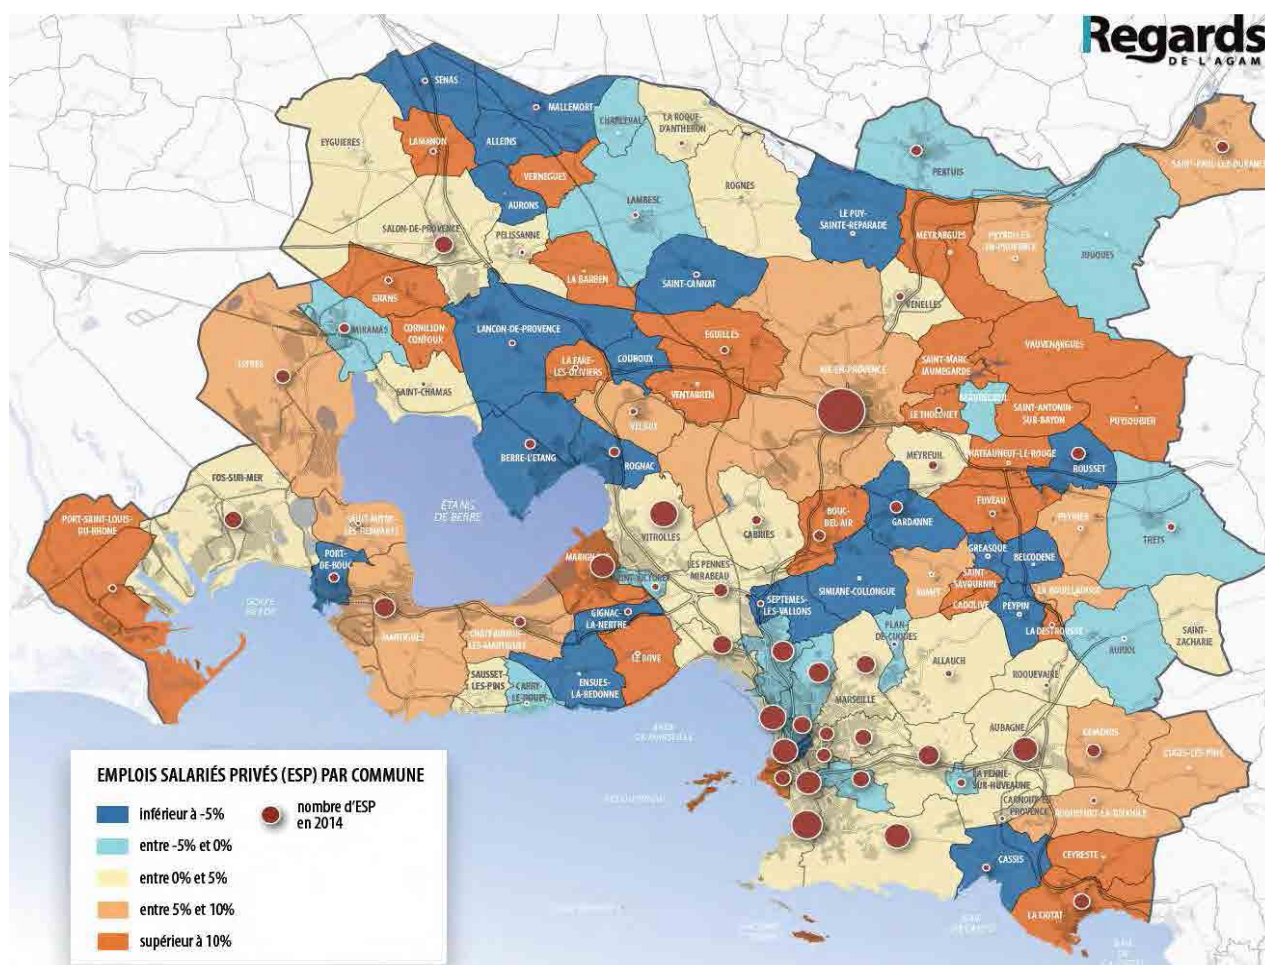 Regards
DE L'AGAM
SENAS
MALLEMORT
CHARLEVAL
LA ROQUE-
D'ANTHERON
EYGUIERES
LAMANON
ALLEINS
VERNEGUES
AURONS
PERTUIS
SAINT-PAUL-LEZ-DURANCE
ROGNES
LAMBESC
LE PUY-
SAINTE-REPARADE
SALON-DE-PROVENCE
PELISSANNE
MEYRARGUES
PEYROLLES-
EN-PROVENCE
JOUQUES
LA BARBEN
SAINT-CANNAT
GRANS
VENELLES
MIRAMAS
CORNILLON-
CONFOUX
LANCON-DE-PROVENCE
COUDOUX
EGUILLES
VAUVENARGUES
SAINT-MARC
JAUMEGARDE
ISTRES
LA FARE-
LES-OLIVIERS
AIX-EN-PROVENCE
SAINT-CHAMAS
VENTABREN
BEAURECUEIL
LE THOLONET
SAINT-ANTONIN-
SUR-BAYON
PUYLOUBIER
VELAUX
BERRE-L'ETANG
ROGNAC
MEYREUIL
CHATEAUNEUF-LE-ROUGE
ROUSSET
FOS-SUR-MER
ETANG
DE BERRE
PORT-SAINT-LOUIS-
DU-RHONE
SAINT-MITRE-
LES-REMPARTS
BOUC-
BEL-AIR
FUVEAU
GARDANNE
PEYNIER
VITROLLES
CABRIES
TRETS
PORT-
DE-BOUC
LES PENNES-
MIRABEAU
GREASQUE
BELCODENE
SAINT-
SAVOURNIN
SIMIANE-COLLONGUE
MIMET
LA BOUILLADISSE
SEPTEMES-
LES-VALLONS
CADOLIVE
PEYPIN
GIGNAC-
LA-NERTHE
MARTIGUES
CHATEAUNEUF-
LES-MARTIGUES
LA DESTROUSSE
PLAN-
DE-CUQUES
SAINT-
ZACHARIE
AURIOL
LE ROVE
ALLAUCH
SAUSSET
-LES-PINS
CARRY-
LE-ROUET
ENSUES-
LA-REDONNE
ROQUEVAIRE
MARSEILLE
AUBAGNE
GEMENOS
CUGES-LES-PINS
LA PENNE-
SUR-HUVEAUNE
CARNOUX-EN
-PROVENCE
ROQUEFORT-LA-BEDOULE
CASSIS
CEYRESTE
LA CIOTAT
EMPLOIS SALARIÉS PRIVÉS (ESP) PAR COMMUNE
inférieur à -5%
nombre d'ESP
en 2014
entre -5% et 0%
entre 0% et 5%
entre 5% et 10%
supérieur à 10%